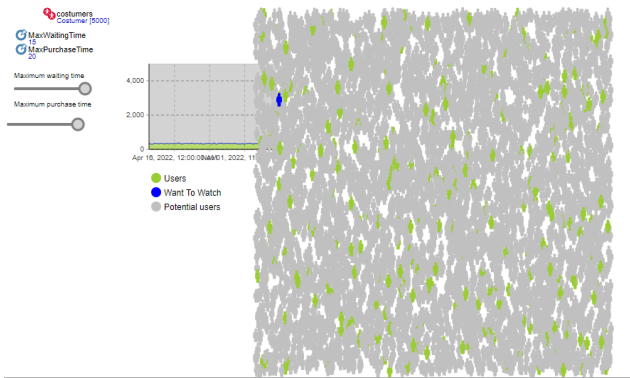 costumers
Costumer [5000]
MaxWaitingTime
15
MaxPurchaseTime
20
Maximum waiting time
Maximum purchase time
4,000
2,000
0
Apr 16, 2022, 12:00:00 AM
Users
Want To Watch
Potential users